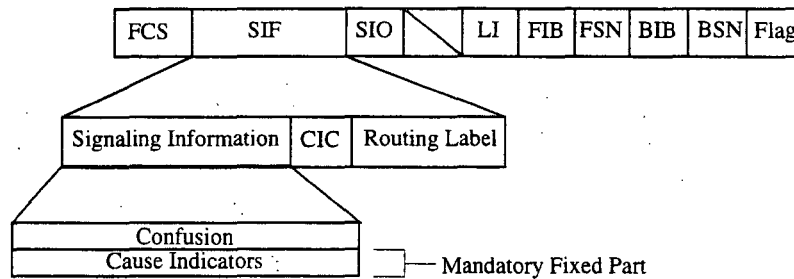 FCS SIF SIO LI FIB FSN BIB BSN Flag
Signaling Information CIC Routing Label
Confusion
Cause Indicators
Mandatory Fixed Part